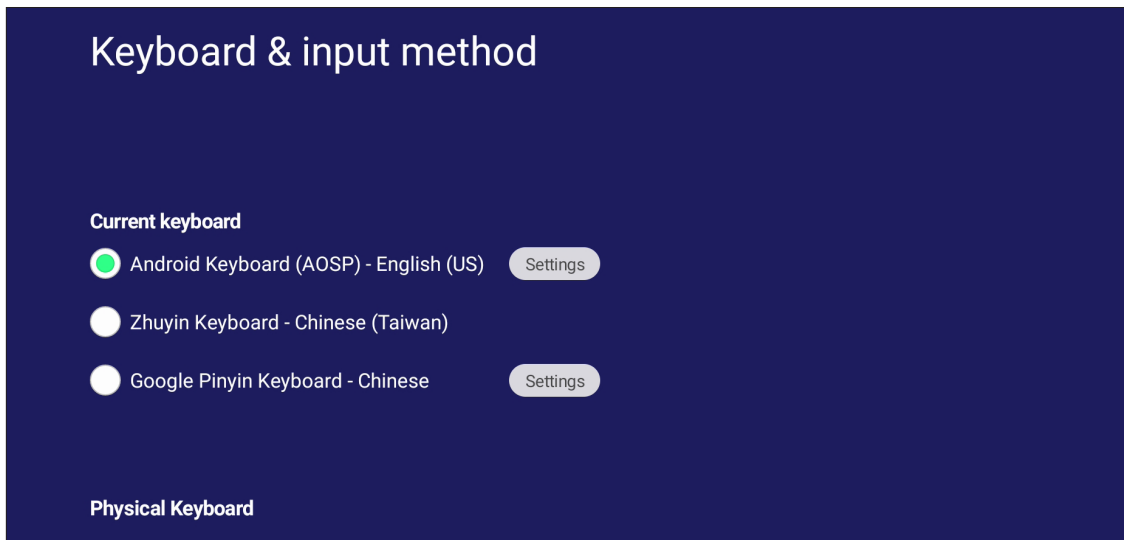 Keyboard & input method
Current keyboard
Android Keyboard (AOSP) - English (US) Settings
Zhuyin Keyboard - Chinese (Taiwan)
Google Pinyin Keyboard - Chinese Settings
Physical Keyboard